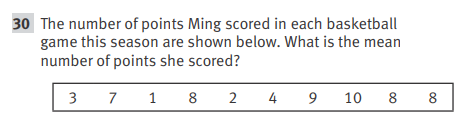 30 The number of points Ming scored in each basketball
game this season are shown below. What is the mean
number of points she scored?
3 7 1 8 2 4 9 10 8 8